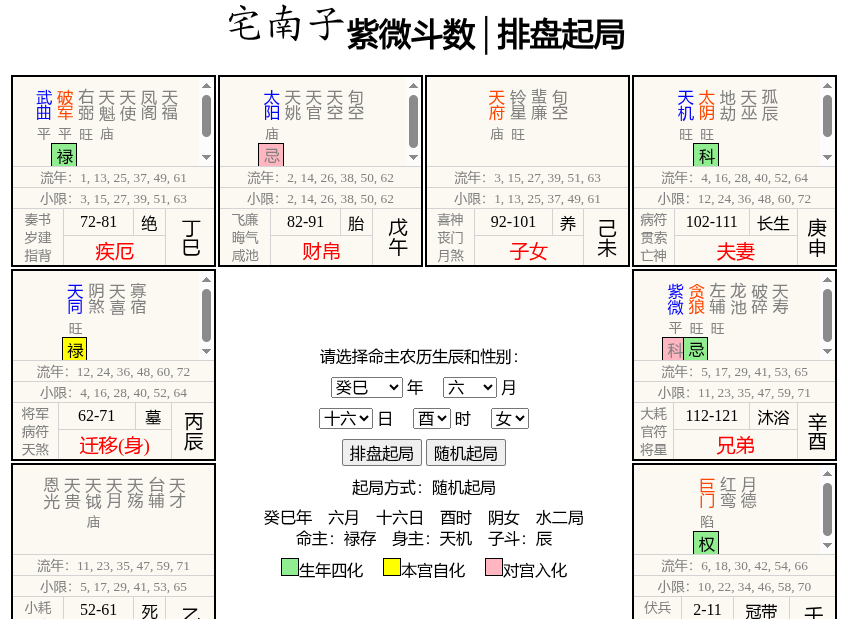 宅南子紫微斗数│排盘起局
武曲 破军 右弼 天魁 天使 凤阁 天福
平 平 旺 庙
禄
流年：1, 13, 25, 37, 49, 61
小限：3, 15, 27, 39, 51, 63
奏书
岁建
指背
72-81 绝
疾厄
丁巳
太阳 天姚 天官 天空 旬空
庙
忌
流年：2, 14, 26, 38, 50, 62
小限：2, 14, 26, 38, 50, 62
飞廉
晦气
咸池
82-91 胎
财帛
戊午
天府 铃星 蜚廉 旬空
庙 旺
流年：3, 15, 27, 39, 51, 63
小限：1, 13, 25, 37, 49, 61
喜神
丧门
月煞
92-101 养
子女
己未
天机 太阴 地劫 天巫 孤辰
旺 旺
科
流年：4, 16, 28, 40, 52, 64
小限：12, 24, 36, 48, 60, 72
病符
贯索
亡神
102-111 长生
夫妻
庚申
天同 阴煞 天喜 寡宿
旺
禄
流年：12, 24, 36, 48, 60, 72
小限：4, 16, 28, 40, 52, 64
将军
病符
天煞
62-71 墓
迁移(身)
丙辰
请选择命主农历生辰和性别：
癸巳 年 六 月
十六 日 酉 时 女
排盘起局 随机起局
起局方式：随机起局
癸巳年 六月 十六日 酉时 阴女 水二局
命主：禄存 身主：天机 子斗：辰
生年四化 本宫自化 对宫入化
紫微 贪狼 左辅 龙池 破碎 天寿
平 旺 旺
科 忌
流年：5, 17, 29, 41, 53, 65
小限：11, 23, 35, 47, 59, 71
大耗
官符
将星
112-121 沐浴
兄弟
辛酉
恩光 天贵 天钺 天月 天殇 台辅 天才
庙
流年：11, 23, 35, 47, 59, 71
小限：5, 17, 29, 41, 53, 65
小耗
52-61 死
乙
巨门 红鸾 月德
陷
权
流年：6, 18, 30, 42, 54, 66
小限：10, 22, 34, 46, 58, 70
伏兵
2-11 冠带
壬